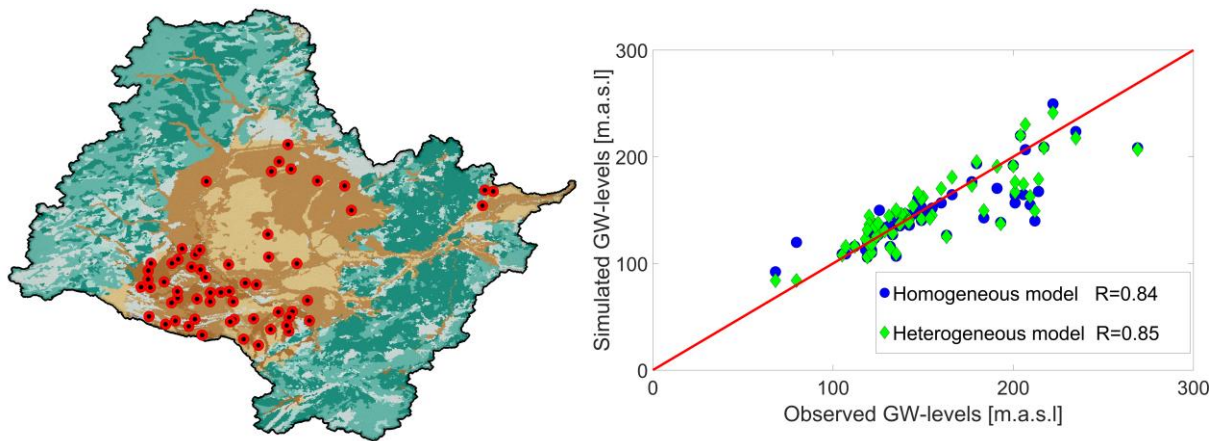 300
200
100
0
Simulated GW-levels [m.a.s.l]
Homogeneous model R=0.84
Heterogeneous model R=0.85
0 100 200 300
Observed GW-levels [m.a.s.l]